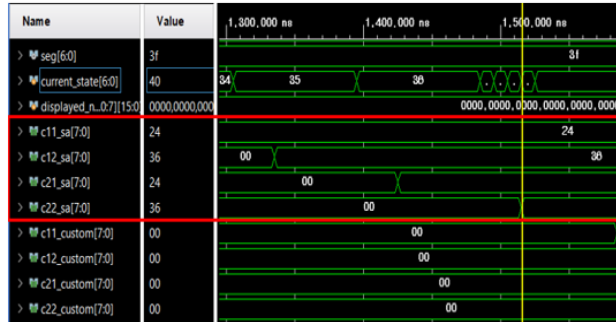 Name Value 1,300,000 ns 1,400,000 ns 1,500,000 ns
seg[6:0] 3f 3f
current_state[6:0] 40 34 35 36
displayed_n...0:7][15:0] 0000,0000,000 0000,0000,0000,0000,0000,0000
c11_sa[7:0] 24 24
c12_sa[7:0] 36 00 36
c21_sa[7:0] 24 00
c22_sa[7:0] 36 00
c11_custom[7:0] 00 00
c12_custom[7:0] 00 00
c21_custom[7:0] 00 00
c22_custom[7:0] 00 00